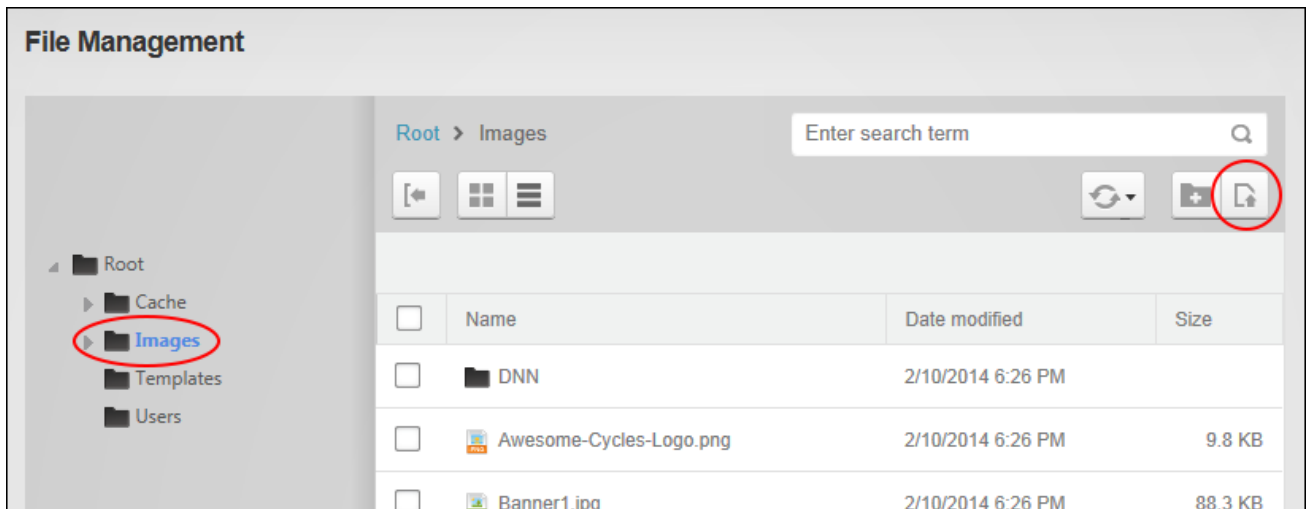 File Management
Root > Images
Enter search term
Root
Cache
Images
Templates
Users
Name Date modified Size
DNN 2/10/2014 6:26 PM
PNG Awesome-Cycles-Logo.png 2/10/2014 6:26 PM 9.8 KB
Banner1.jpg 2/10/2014 6:26 PM 88.3 KB